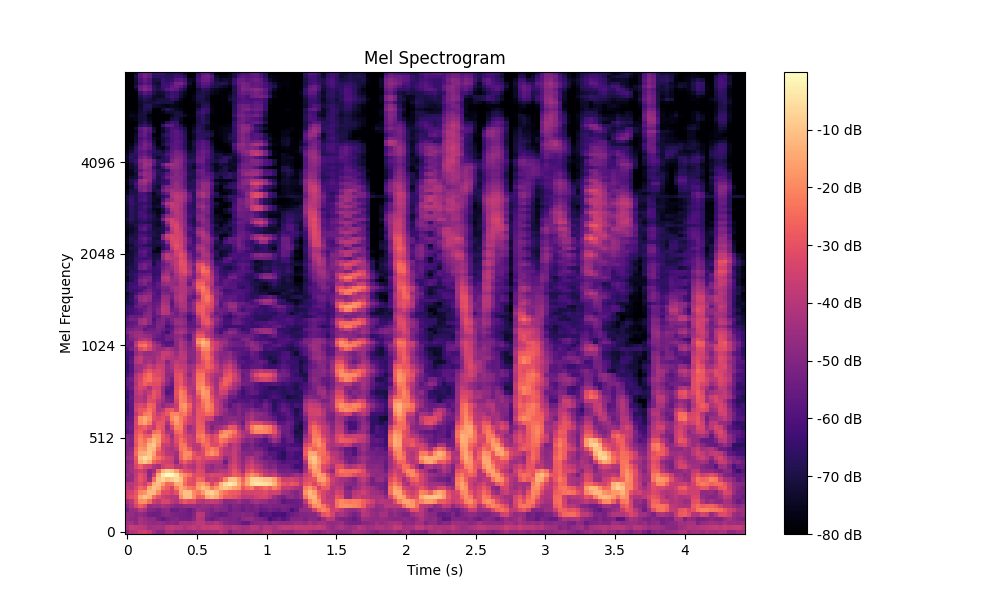 Mel Spectrogram
Mel Frequency
4096
2048
1024
512
0
0 0.5 1 1.5 2 2.5 3 3.5 4
Time (s)
-10 dB
-20 dB
-30 dB
-40 dB
-50 dB
-60 dB
-70 dB
-80 dB